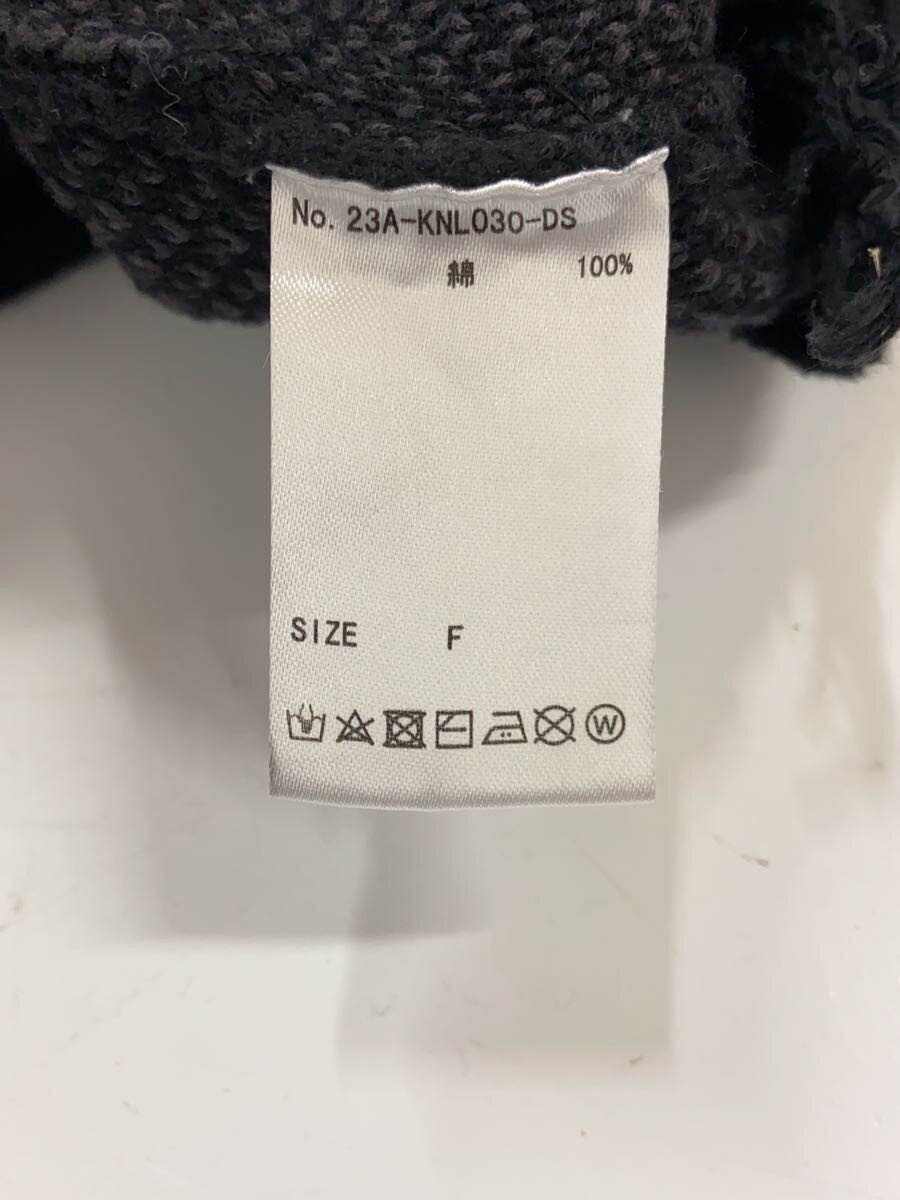 No. 23A-KNL030-DS
綿 100%
SIZE F
W